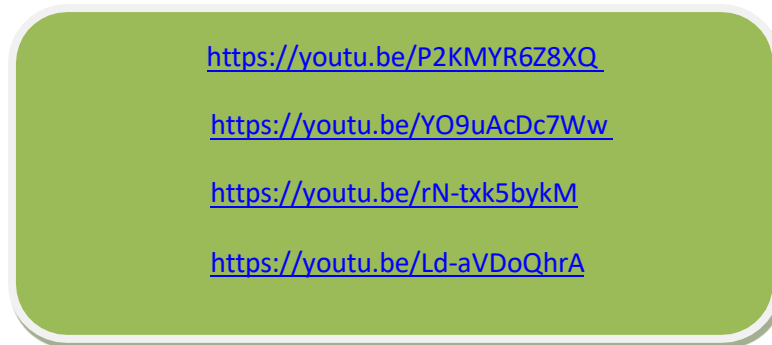 https://youtu.be/P2KMYR6Z8XQ
https://youtu.be/YO9uAcDc7Ww
https://youtu.be/rN-txk5bykM
https://youtu.be/Ld-aVDoQhrA